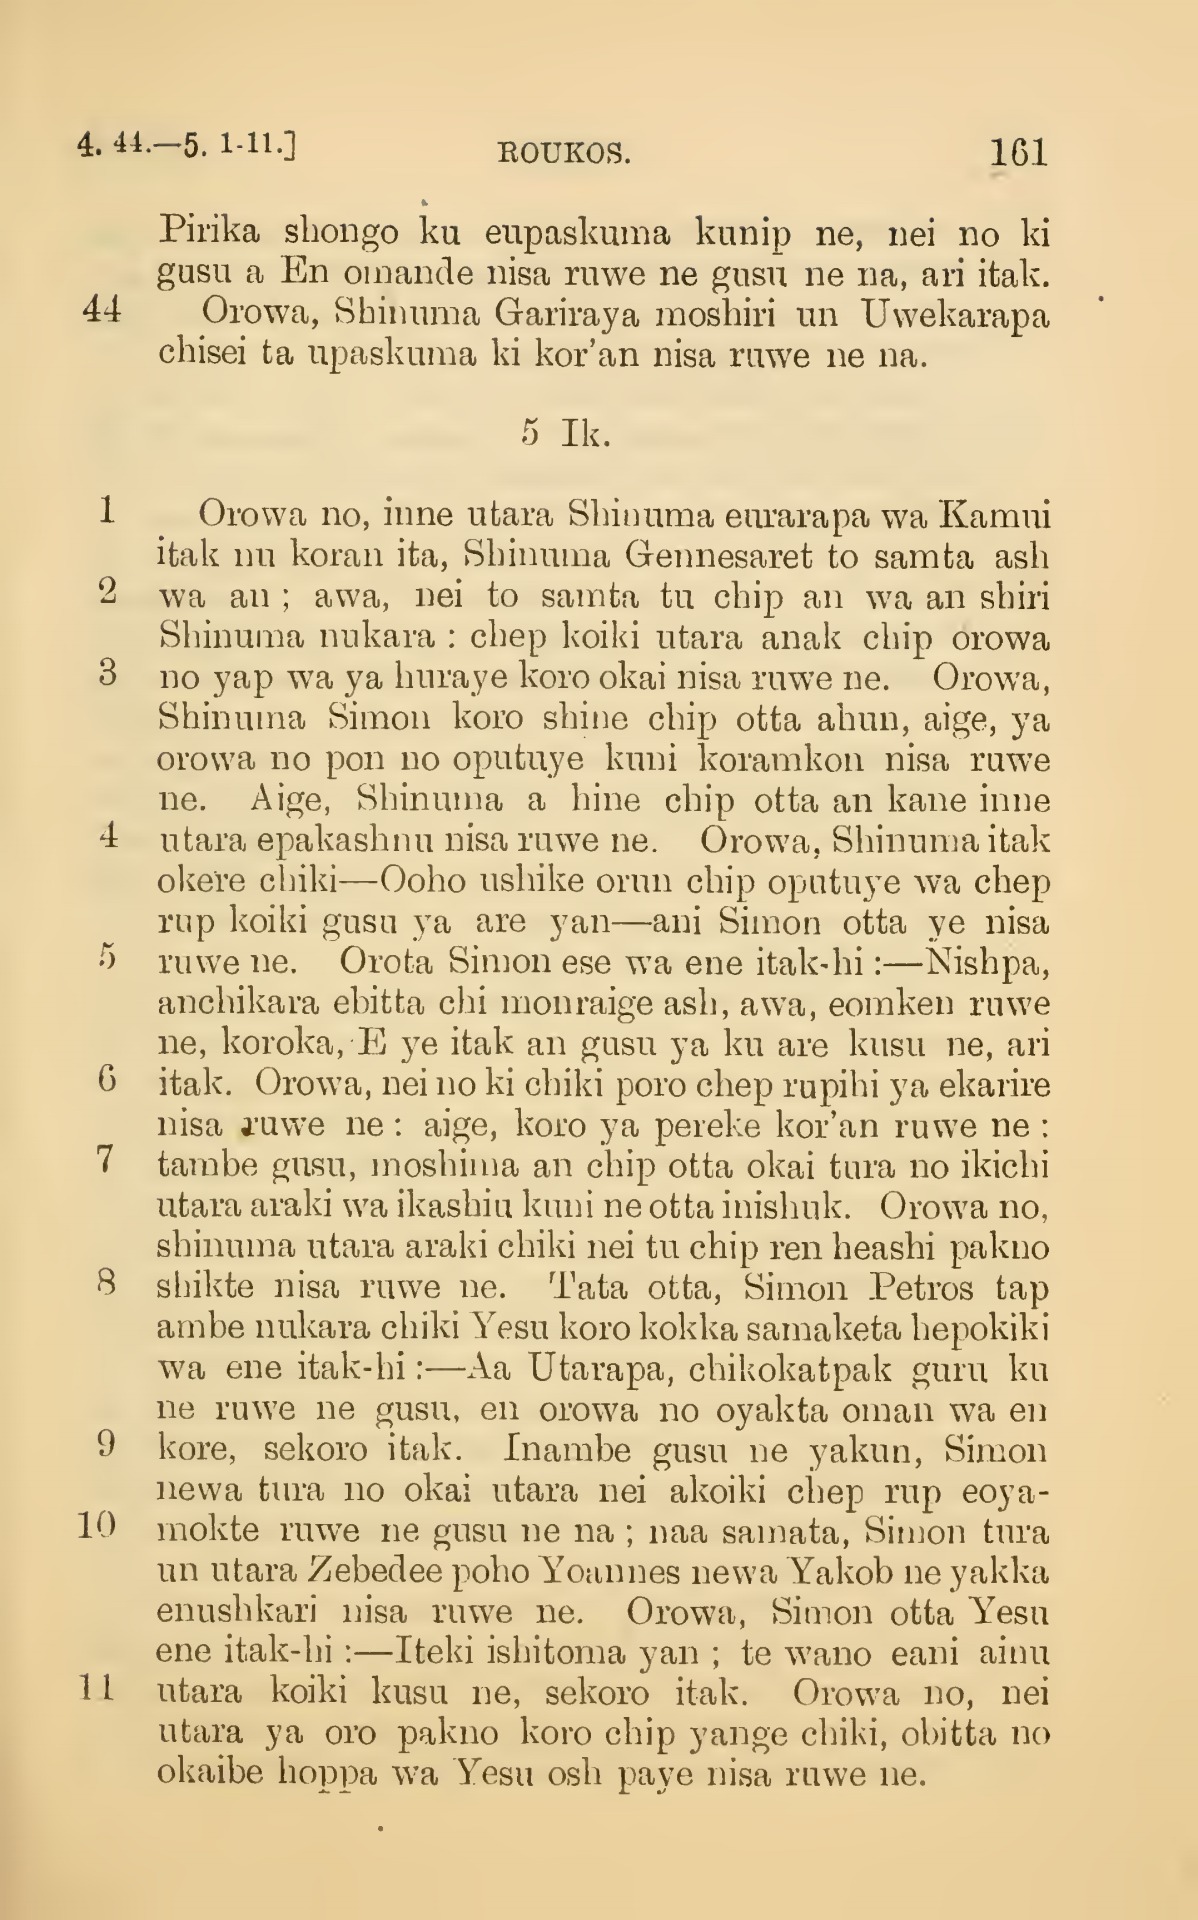 4. 44.—5. 1-11.] ROUKOS. 161
Pirika shongo ku eupaskuma kunip ne, nei no ki
gusu a En omande nisa ruwe ne gusu ne na, ari itak.
44 Orowa, Shinuma Gariraya moshiri un Uwekarapa
chisei ta upaskuma ki kor'an nisa ruwe ne na.
5 Ik.
1 Orowa no, inne utara Shinuma eurarapa wa Kamui
itak nu koran ita, Shinuma Gennesaret to samta ash
2 wa an ; awa, nei to samta tu chip an wa an shiri
Shinuma nukara : chep koiki utara anak chip orowa
3 no yap wa ya huraye koro okai nisa ruwe ne. Orowa,
Shinuma Simon koro shine chip otta ahun, aige, ya
orowa no pon no oputuye kuni koramkon nisa ruwe
ne. Aige, Shinuma a hine chip otta an kane inne
4 utara epakashnu nisa ruwe ne. Orowa, Shinuma itak
okere chiki—Ooho ushike orun chip oputuye wa chep
rup koiki gusu ya are yan—ani Simon otta ye nisa
5 ruwe ne. Orota Simon ese wa ene itak-hi :—Nishpa,
anchikara ebitta chi monraige ash, awa, eomken ruwe
ne, koroka, E ye itak an gusu ya ku are kusu ne, ari
6 itak. Orowa, nei no ki chiki poro chep rupihi ya ekarire
nisa ruwe ne : aige, koro ya pereke kor'an ruwe ne :
7 tambe gusu, moshima an chip otta okai tura no ikichi
utara araki wa ikashiu kuni ne otta inishuk. Orowa no,
shinuma utara araki chiki nei tu chip ren heashi pakno
8 shikte nisa ruwe ne. Tata otta, Simon Petros tap
ambe nukara chiki Yesu koro kokka samaketa hepokiki
wa ene itak-hi :—Aa Utarapa, chikokatpak guru ku
ne ruwe ne gusu, en orowa no oyakta oman wa en
9 kore, sekoro itak. Inambe gusu ne yakun, Simon
newa tura no okai utara nei akoiki chep rup eoya-
10 mokte ruwe ne gusu ne na ; naa samata, Simon tura
un utara Zebedee poho Yoannes newa Yakob ne yakka
enushkari nisa ruwe ne. Orowa, Simon otta Yesu
ene itak-hi :—Iteki ishitoma yan ; te wano eani ainu
11 utara koiki kusu ne, sekoro itak. Orowa no, nei
utara ya oro pakno koro chip yange chiki, obitta no
okaibe hoppa wa Yesu osh paye nisa ruwe ne.